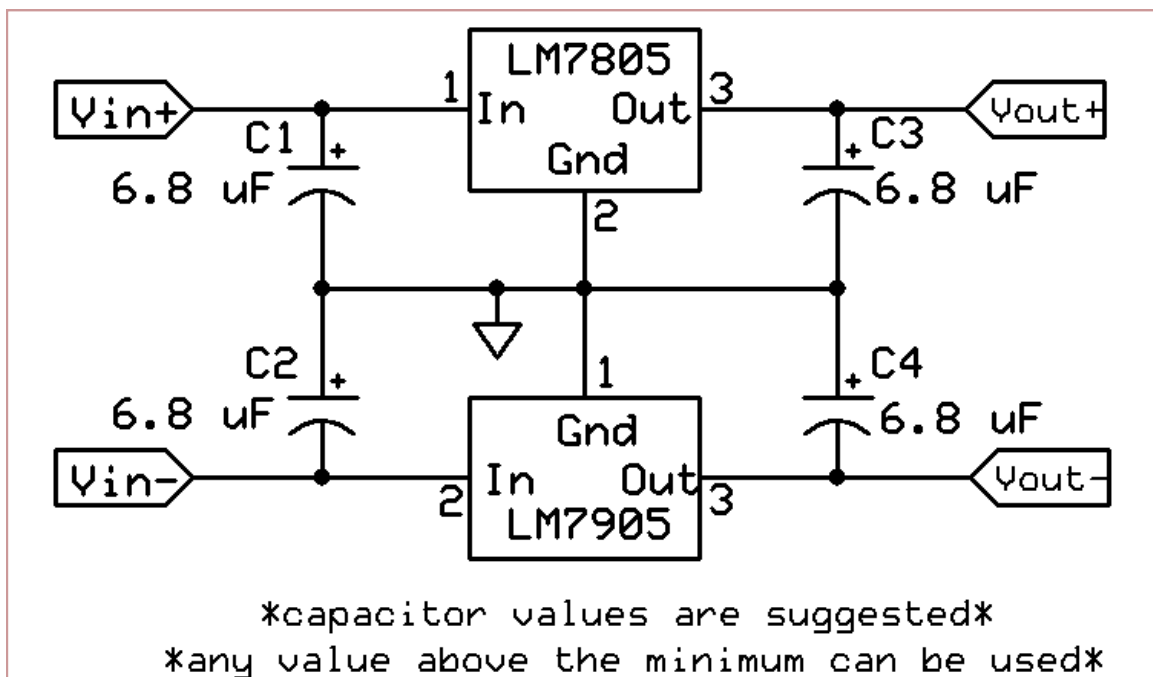 LM7805
Vin+ 1 In Out 3 Vout+
C1 + + C3
Gnd
6.8 uF 6.8 uF
2
C2 + 1 + C4
6.8 uF Gnd 6.8 uF
Vin- 2 In Out 3 Vout-
LM7905
*capacitor values are suggested*
*any value above the minimum can be used*